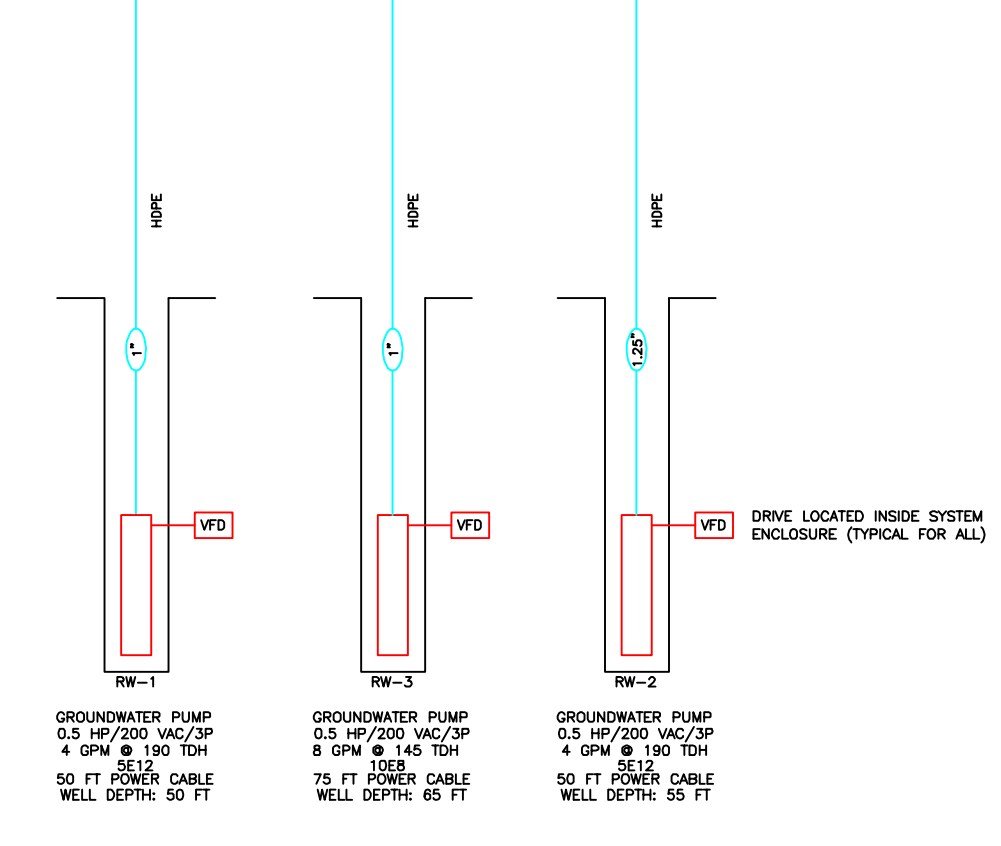 HDPE
HDPE
HDPE
1"
1"
1.25"
VFD
VFD
VFD
DRIVE LOCATED INSIDE SYSTEM
ENCLOSURE (TYPICAL FOR ALL)
RW-1
GROUNDWATER PUMP
0.5 HP/200 VAC/3P
4 GPM @ 190 TDH
5E12
50 FT POWER CABLE
WELL DEPTH: 50 FT
RW-3
GROUNDWATER PUMP
0.5 HP/200 VAC/3P
8 GPM @ 145 TDH
10E8
75 FT POWER CABLE
WELL DEPTH: 65 FT
RW-2
GROUNDWATER PUMP
0.5 HP/200 VAC/3P
4 GPM @ 190 TDH
5E12
50 FT POWER CABLE
WELL DEPTH: 55 FT